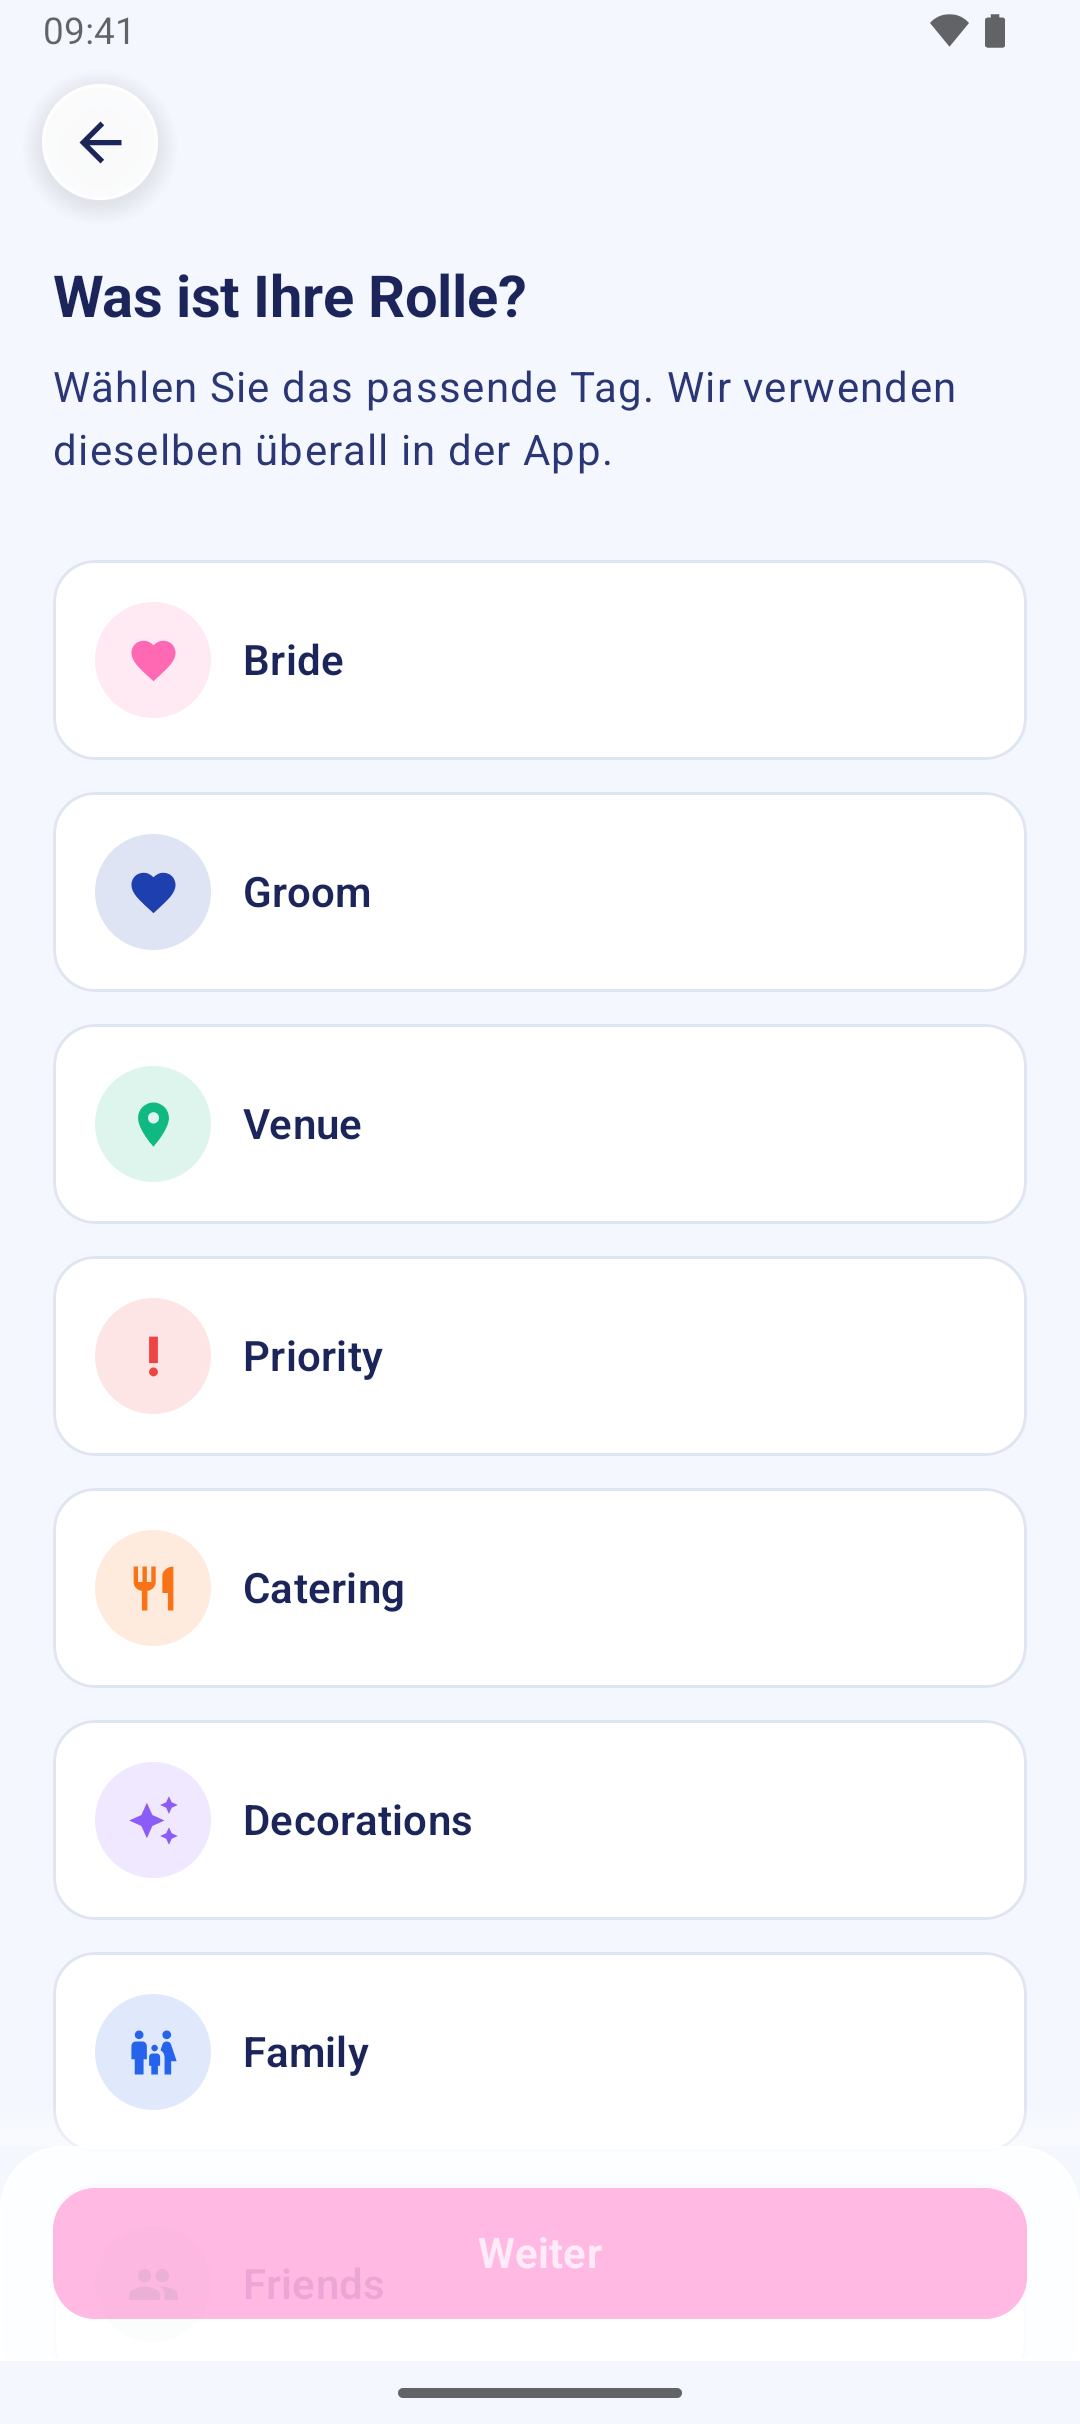 09:41
Was ist Ihre Rolle?
Wählen Sie das passende Tag. Wir verwenden
dieselben überall in der App.
Bride
Groom
Venue
Priority
Catering
Decorations
Family
Weiter
Friends